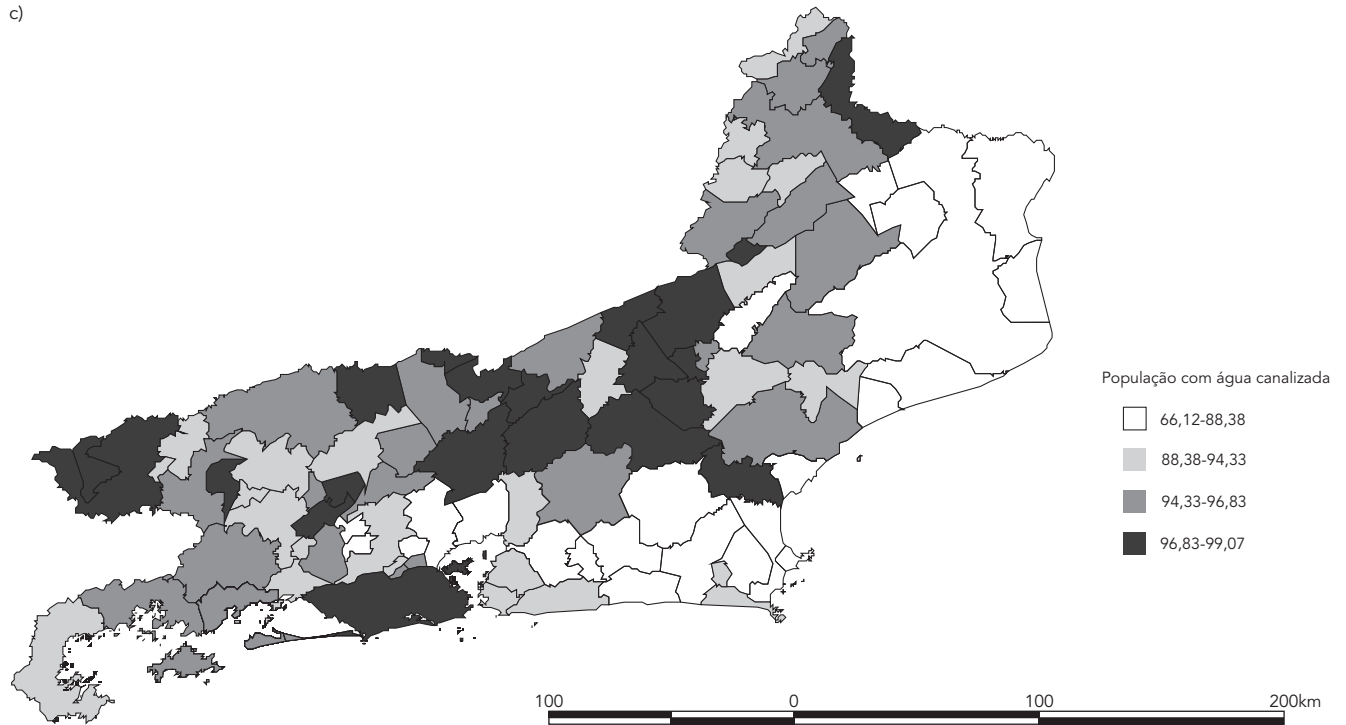 c)
População com água canalizada
66,12-88,38
88,38-94,33
94,33-96,83
96,83-99,07
100 0 100 200km